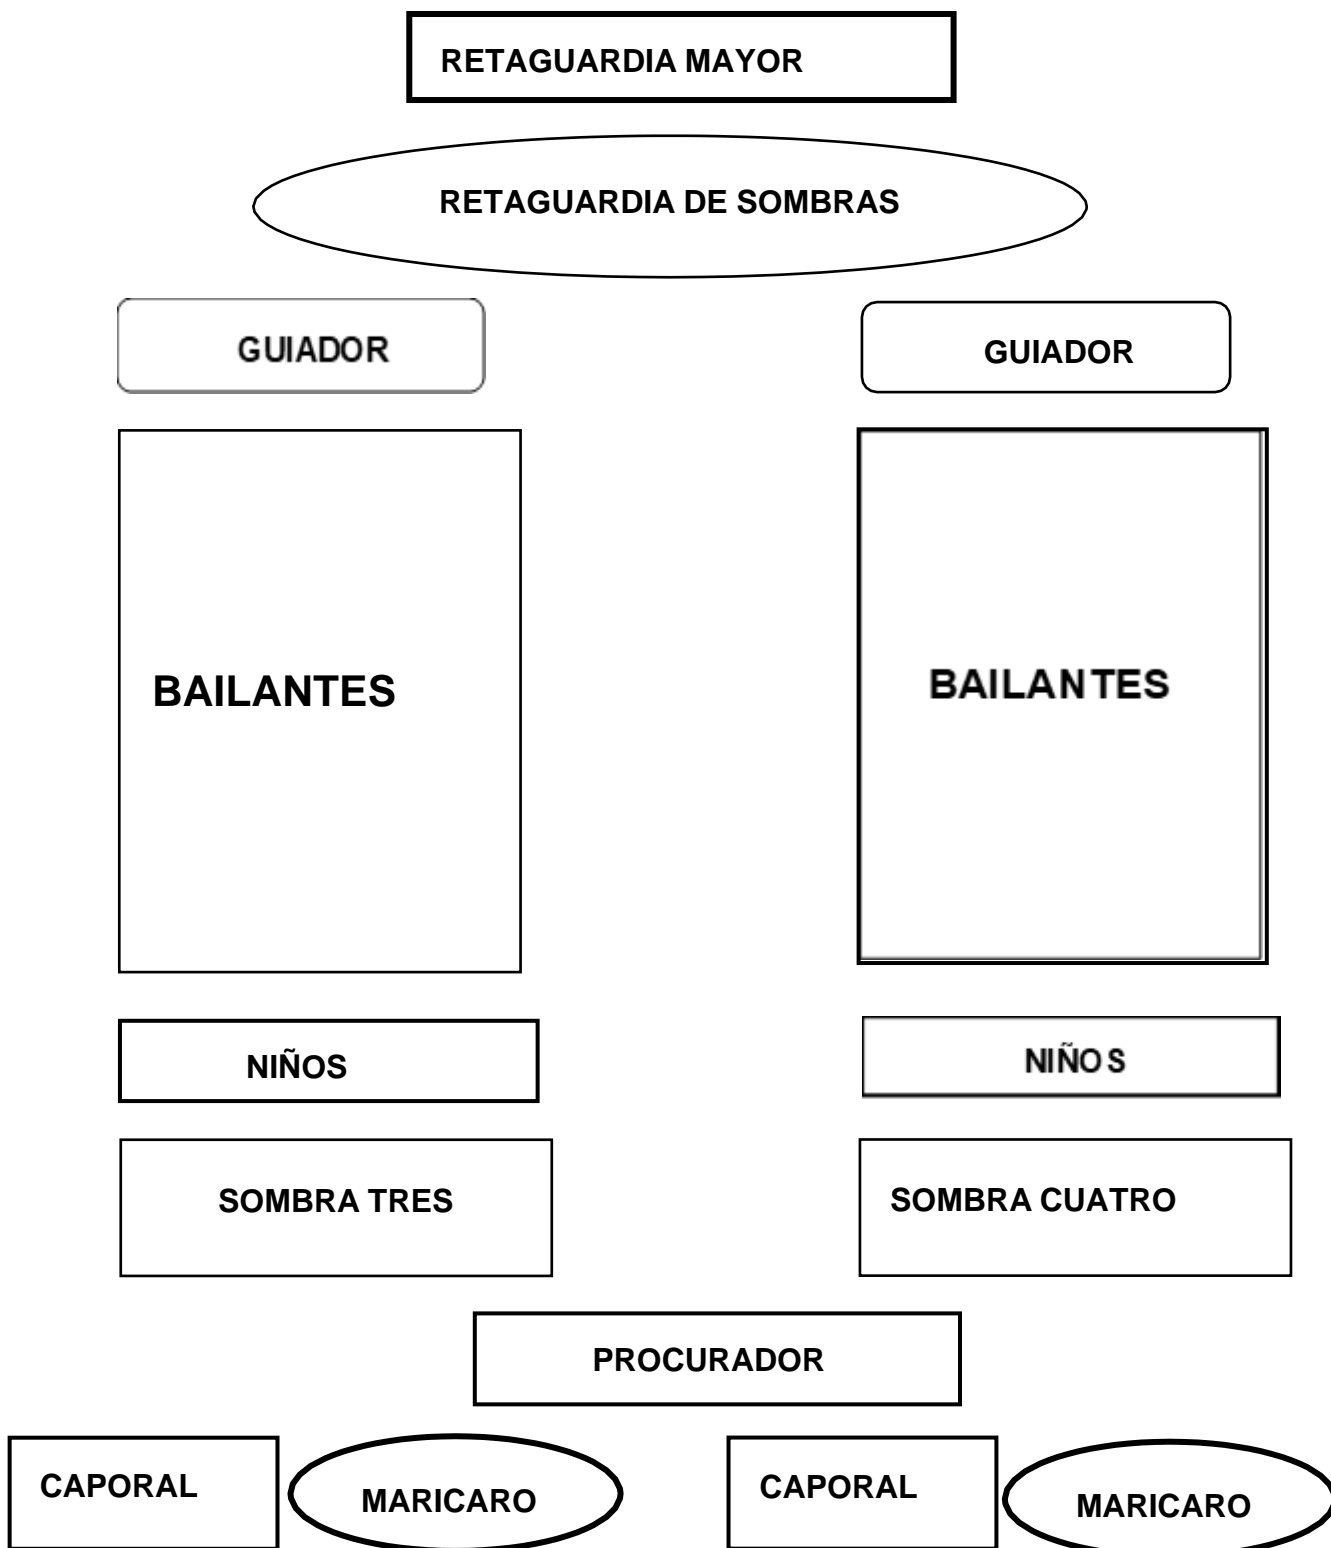 RETAGUARDIA MAYOR
RETAGUARDIA DE SOMBRAS
GUIADOR
GUIADOR
BAILANTES
BAILANTES
NIÑOS
NIÑOS
SOMBRA TRES
SOMBRA CUATRO
PROCURADOR
CAPORAL
MARICARO
CAPORAL
MARICARO